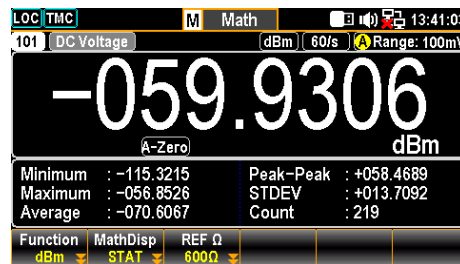 LOC TMC M Math 13:41:03
101 DC Voltage dBm 60/s A Range: 100mV
-059.9306
A-Zero dBm
Minimum : -115.3215 Peak-Peak : +058.4689
Maximum : -056.8526 STDEV : +013.7092
Average : -070.6067 Count : 219
Function MathDisp REF Ω
dBm STAT 600Ω